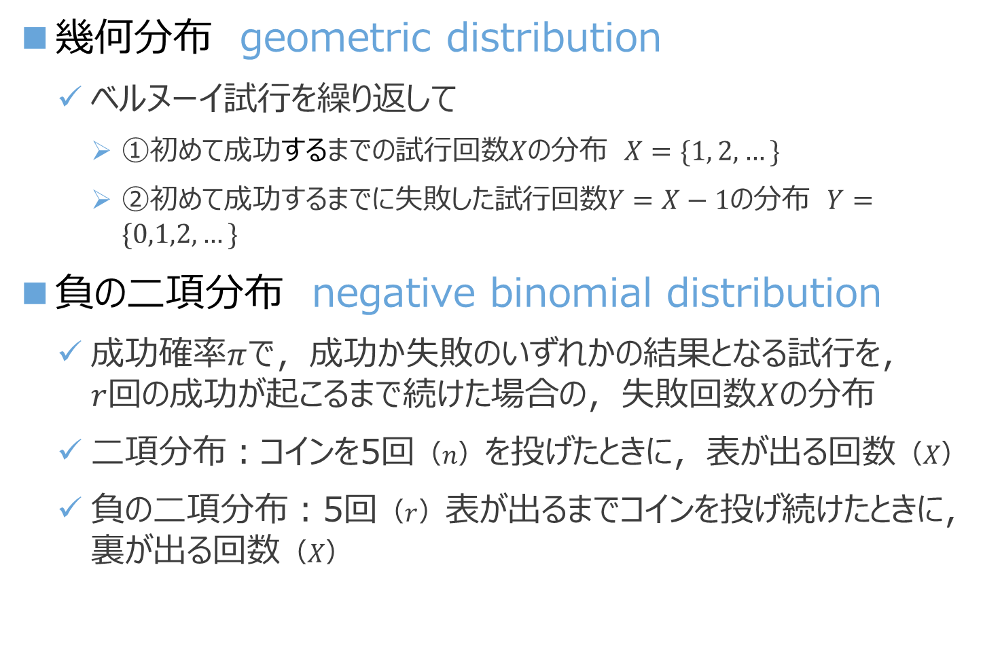 幾何分布 geometric distribution
ベルヌーイ試行を繰り返して
①初めて成功するまでの試行回数Xの分布 X = {1, 2, … }
②初めて成功するまでに失敗した試行回数Y = X − 1の分布 Y =
{0,1,2, … }
負の二項分布 negative binomial distribution
成功確率πで，成功か失敗のいずれかの結果となる試行を，
r回の成功が起こるまで続けた場合の，失敗回数Xの分布
二項分布：コインを5回（n）を投げたときに，表が出る回数（X）
負の二項分布：5回（r）表が出るまでコインを投げ続けたときに，
裏が出る回数（X）